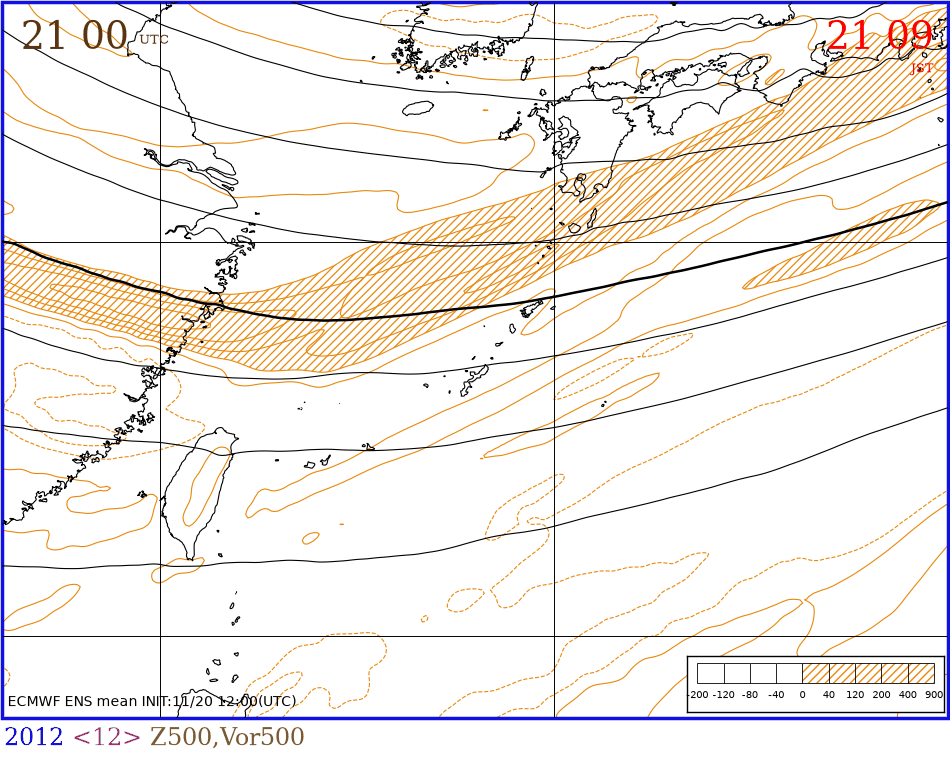 21 00 UTC
21 09
JST
-200 -120 -80 -40 0 40 120 200 400 900
ECMWF ENS mean INIT:11/20 12:00(UTC)
2012 <12> Z500,Vor500